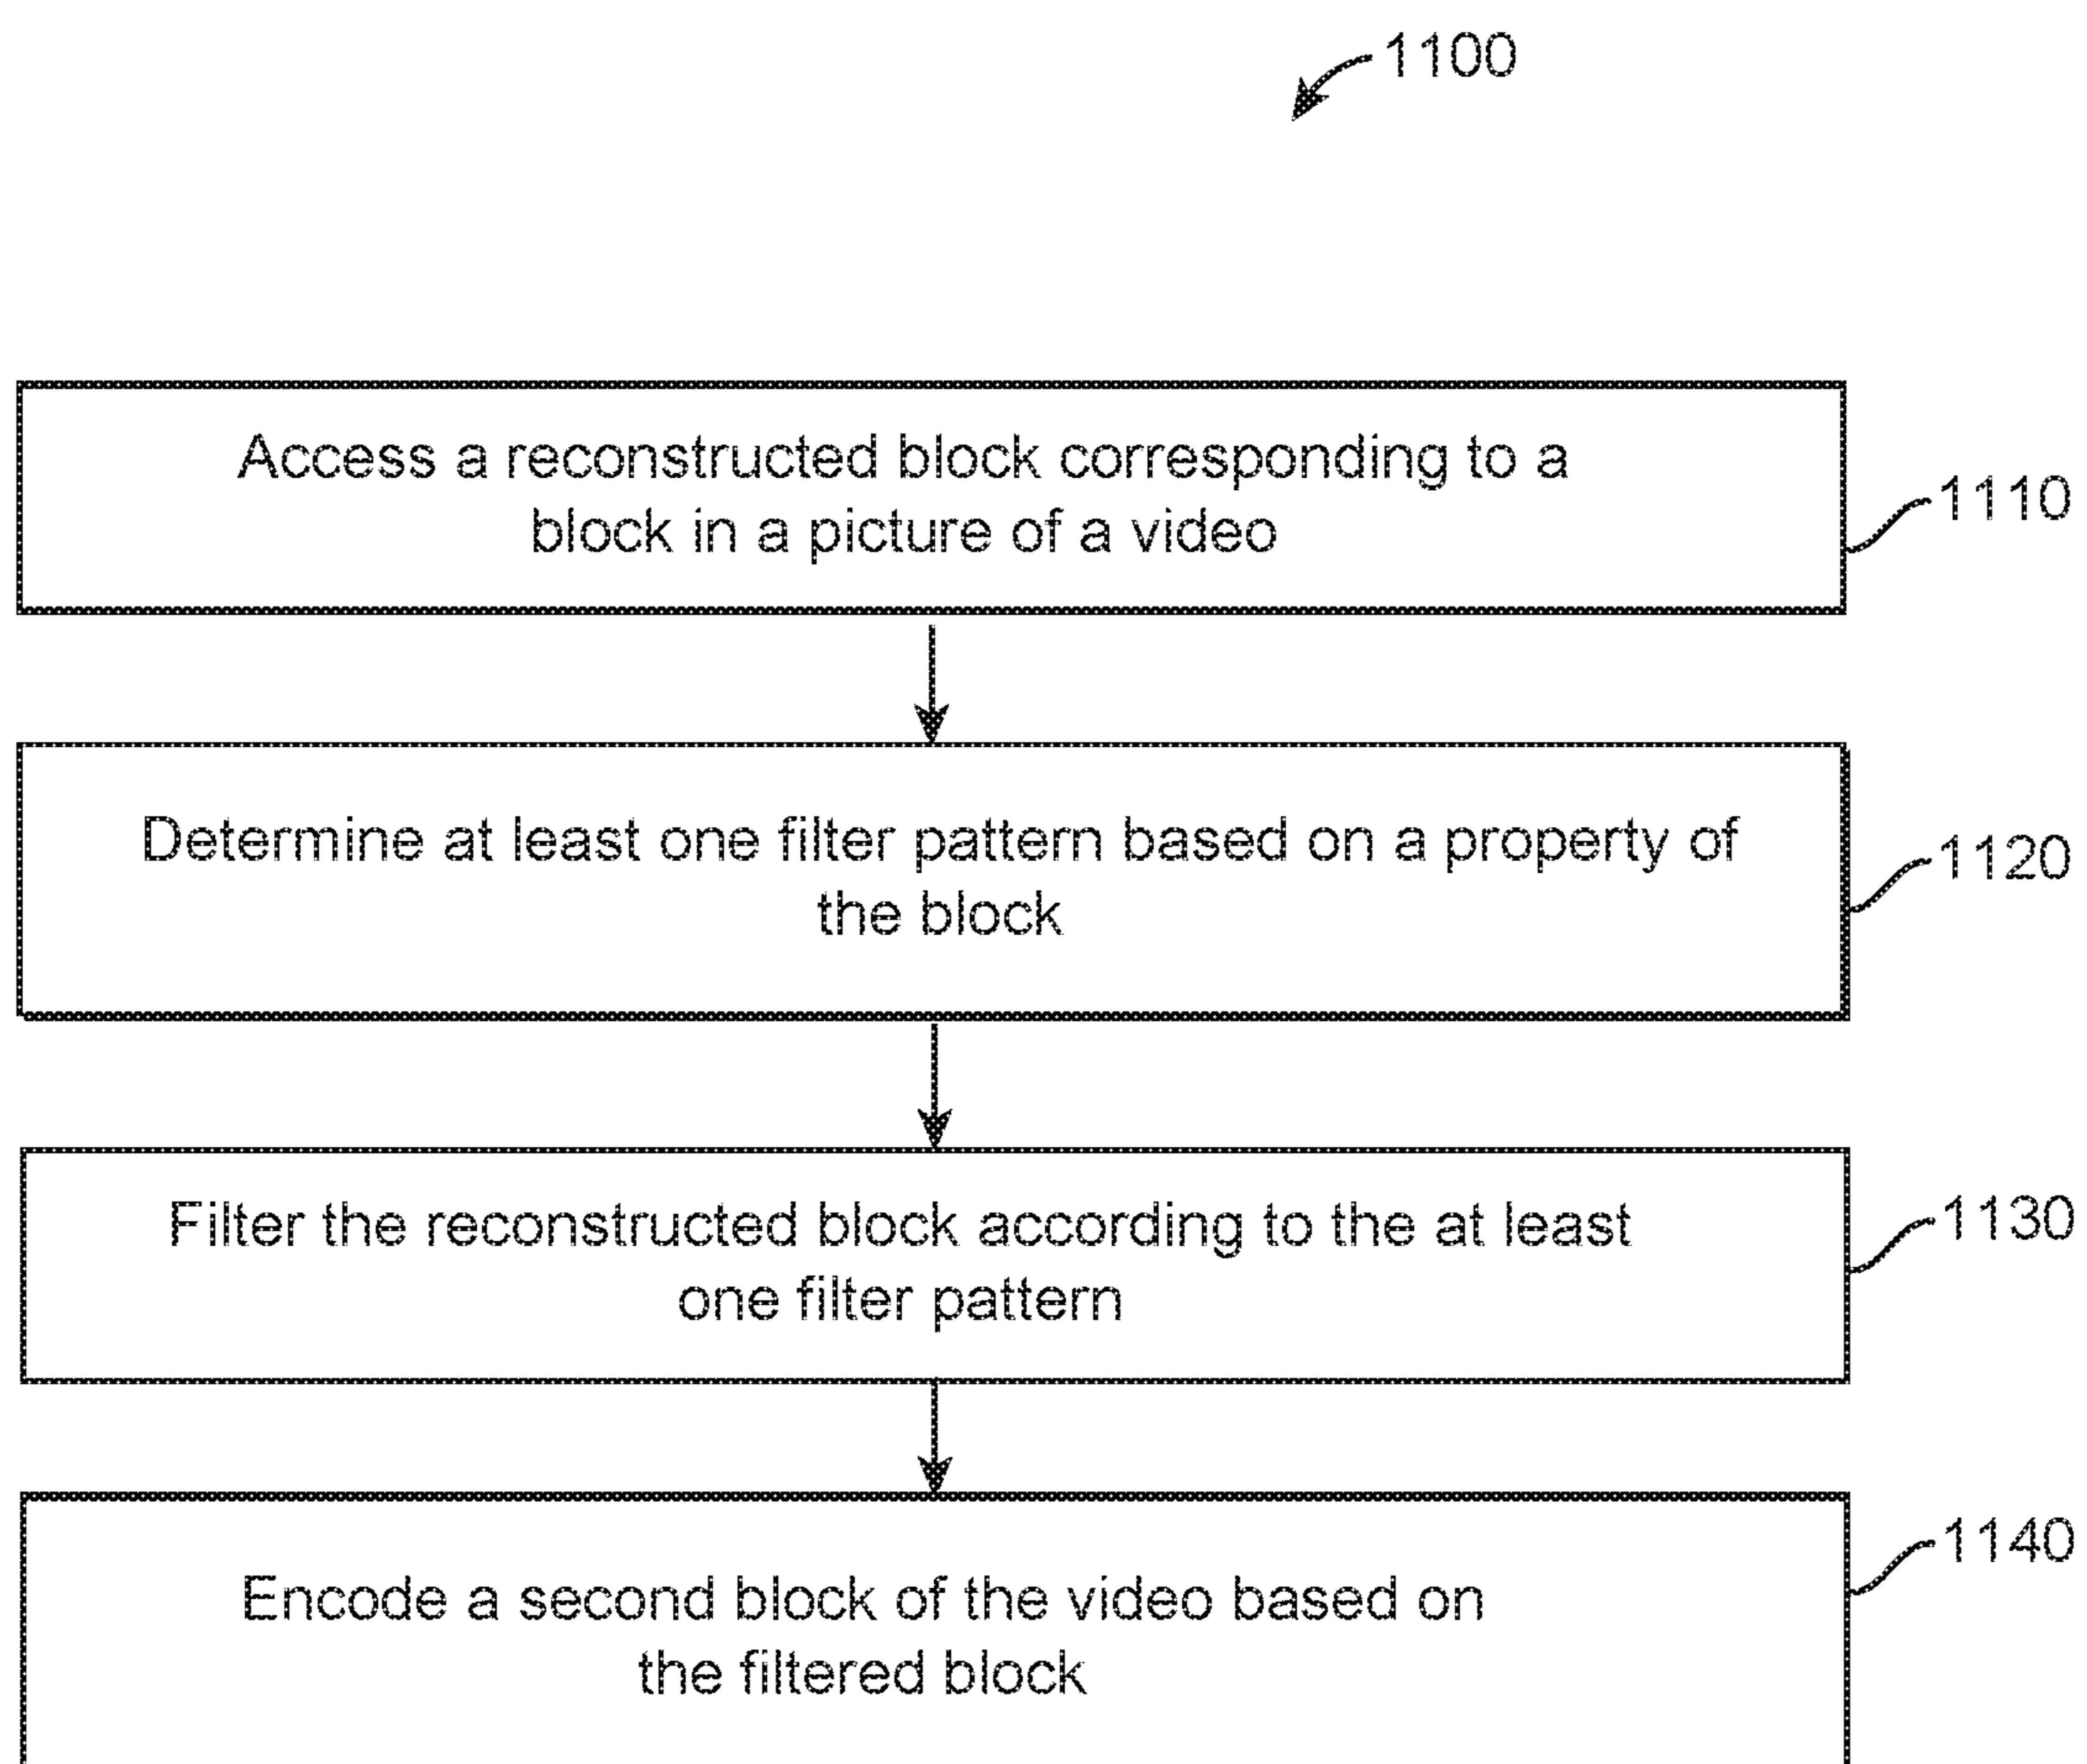 1100
Access a reconstructed block corresponding to a
block in a picture of a video
1110
Determine at least one filter pattern based on a property of
the block
1120
Filter the reconstructed block according to the at least
one filter pattern
1130
Encode a second block of the video based on
the filtered block
1140